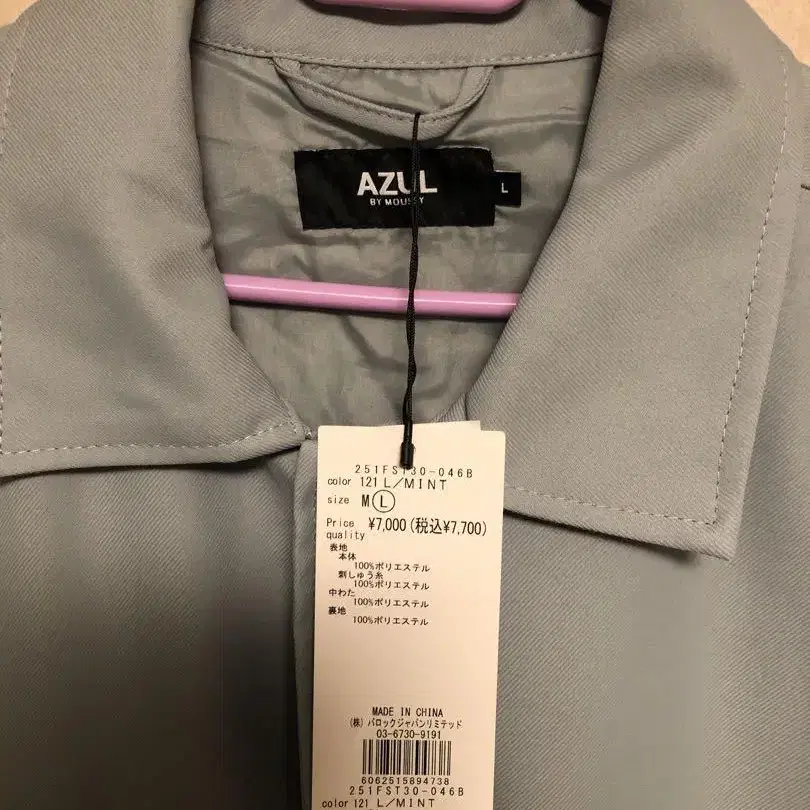 AZUL
BY MOUSSY
L
251FST30-046B
color 121 L/MINT
size M L
Price ¥7,000(税込¥7,700)
quality
表地
本体
100%ポリエステル
刺しゅう糸
100%ポリエステル
中わた
100%ポリエステル
裏地
100%ポリエステル
MADE IN CHINA
(株)バロックジャパンリミテッド
03-6730-9191
6062515894738
251FST30-046B
color 121 L/MINT